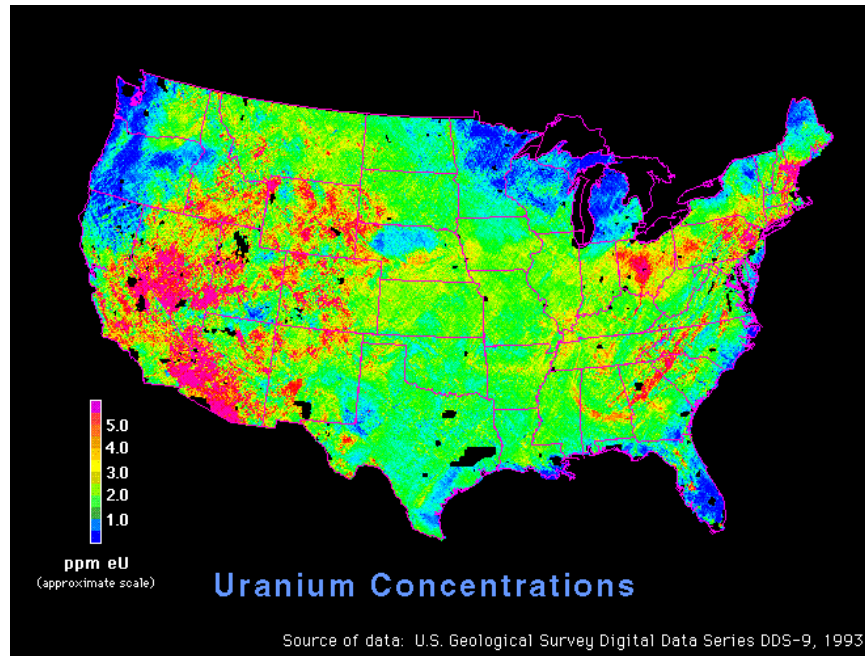 5.0
4.0
3.0
2.0
1.0
ppm eU
(approximate scale)
Uranium Concentrations
Source of data: U.S. Geological Survey Digital Data Series DDS-9, 1993